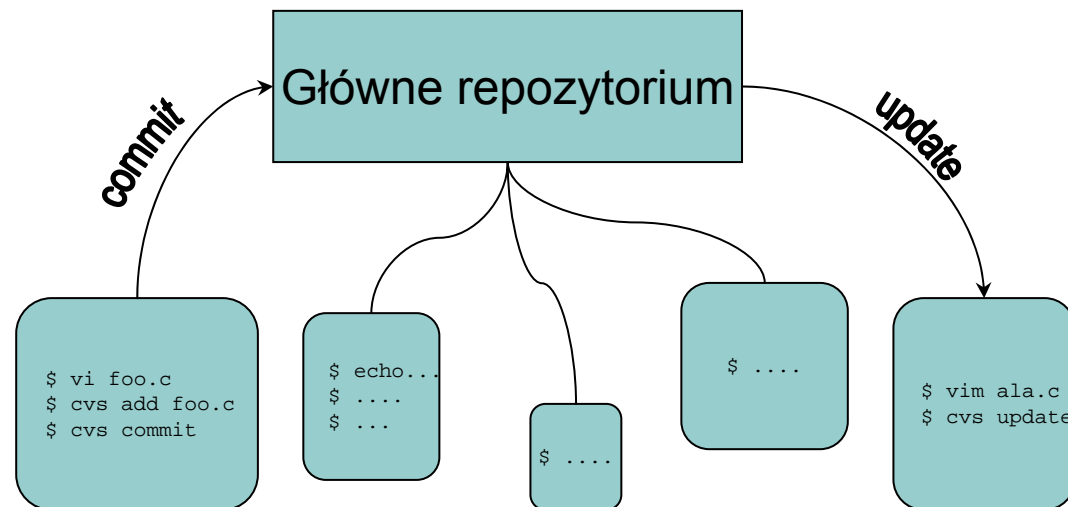 Główne repozytorium
commit
update
$ vi foo.c
$ cvs add foo.c
$ cvs commit
$ echo...
$ ....
$ ...
$ ....
$ ....
$ vim ala.c
$ cvs update